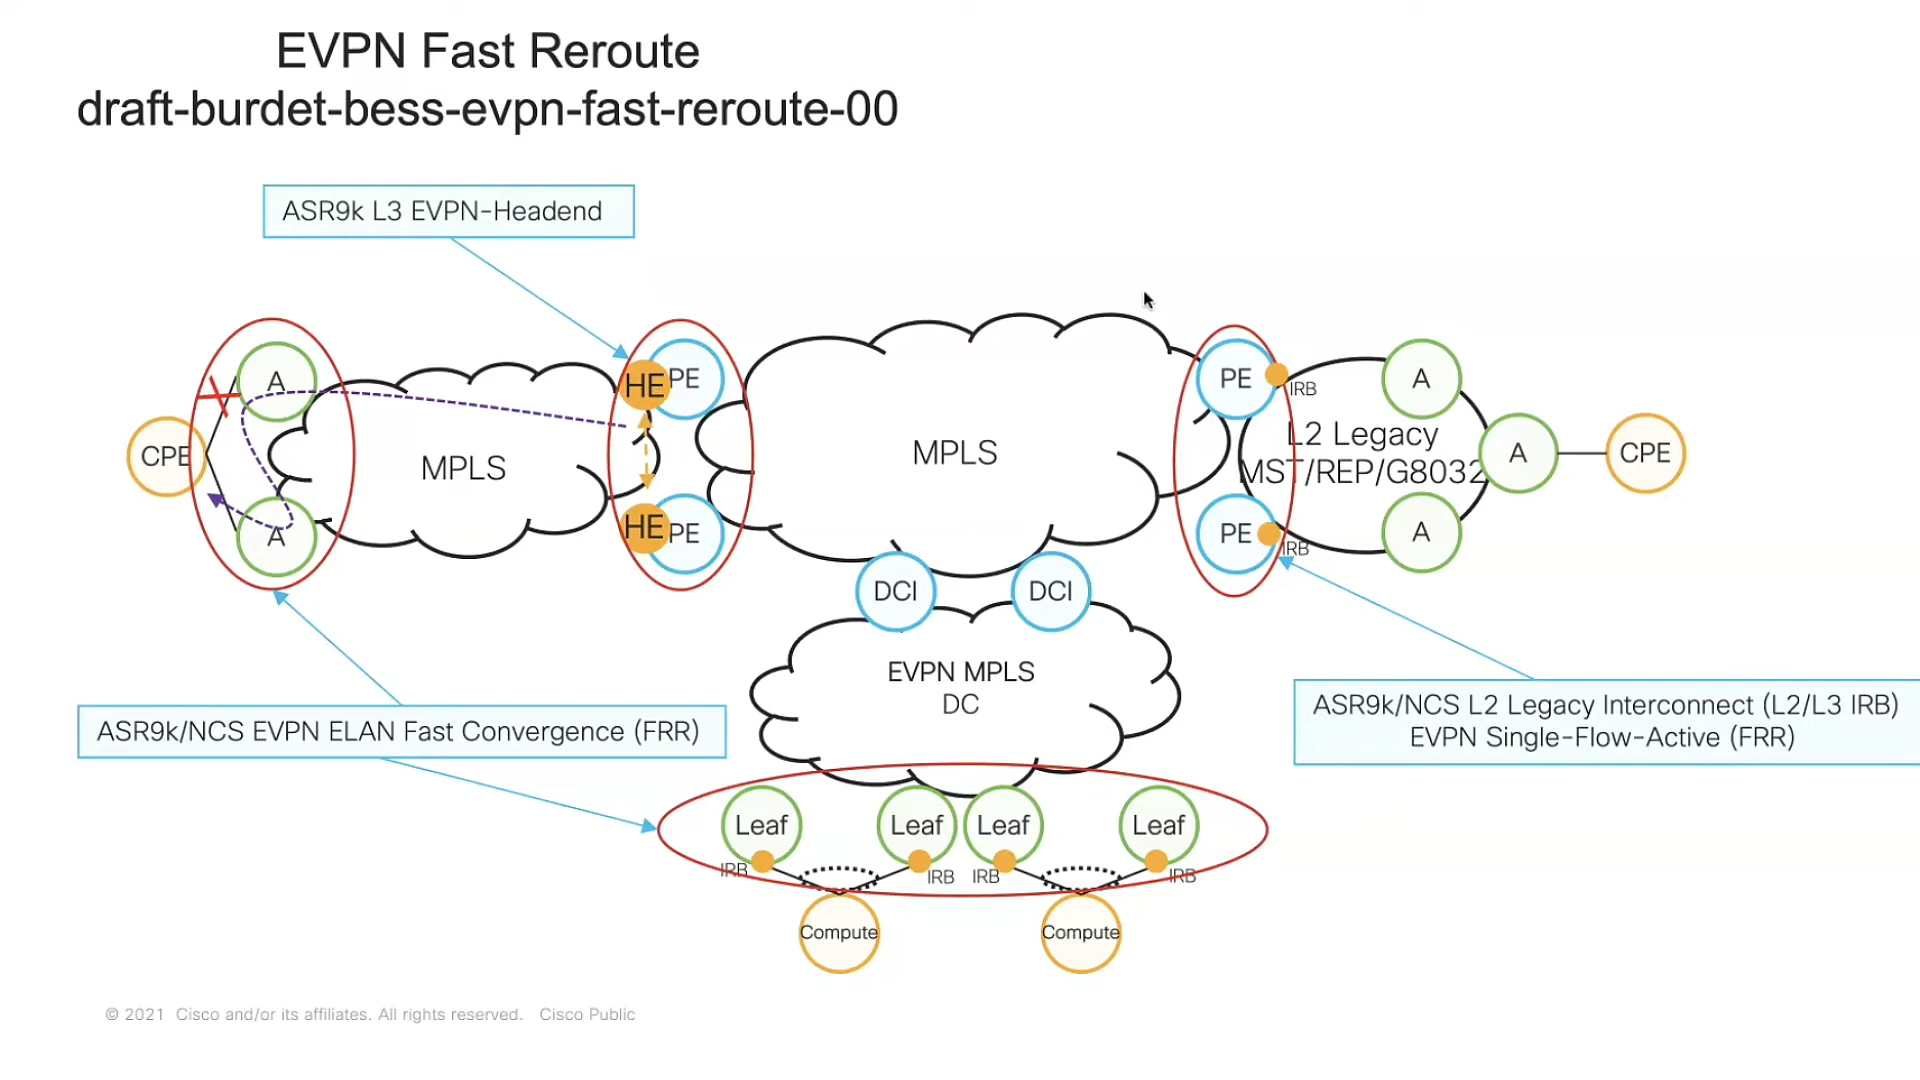 EVPN Fast Reroute
draft-burdet-bess-evpn-fast-reroute-00
ASR9k L3 EVPN-Headend
A
HE
PE
PE
IRB
A
CPE
MPLS
MPLS
L2 Legacy
MST/REP/G8032
A
CPE
A
HE
PE
PE
IRB
A
DCI
DCI
EVPN MPLS
DC
ASR9k/NCS EVPN ELAN Fast Convergence (FRR)
ASR9k/NCS L2 Legacy Interconnect (L2/L3 IRB)
EVPN Single-Flow-Active (FRR)
Leaf
Leaf
Leaf
Leaf
IRB
IRB
IRB
IRB
Compute
Compute
© 2021 Cisco and/or its affiliates. All rights reserved. Cisco Public